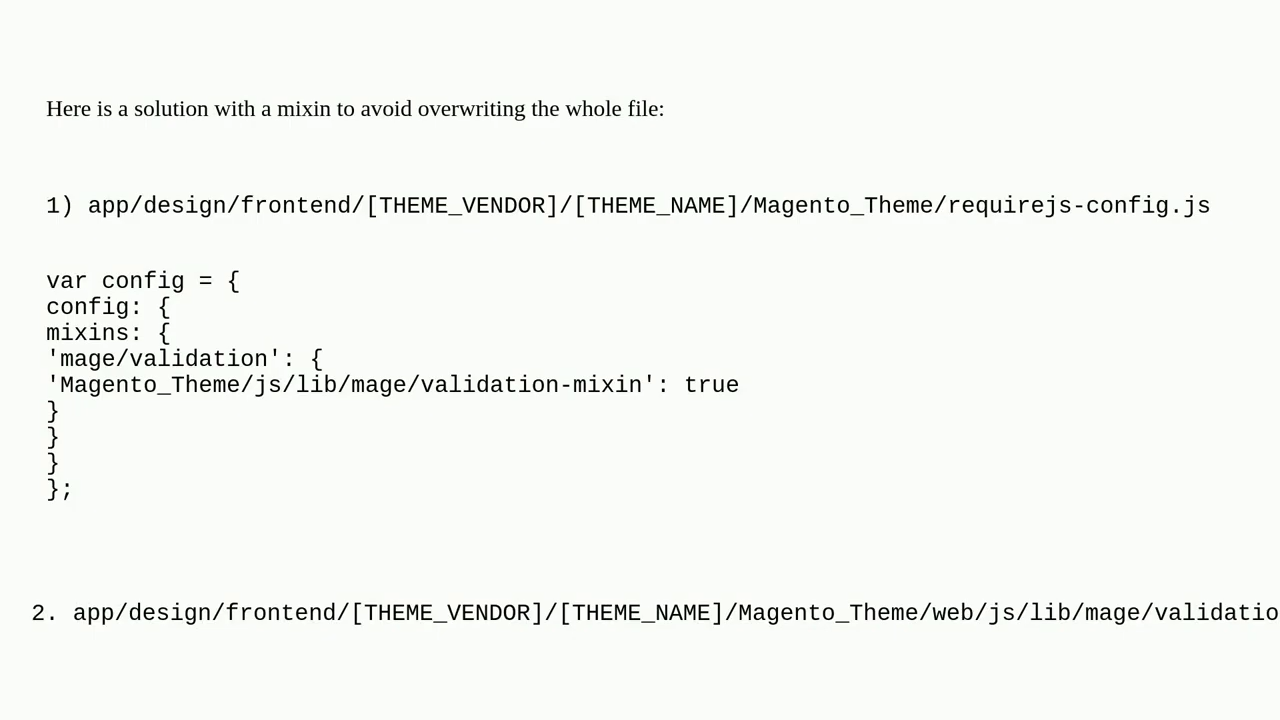 Here is a solution with a mixin to avoid overwriting the whole file:
1) app/design/frontend/[THEME_VENDOR]/[THEME_NAME]/Magento_Theme/requirejs-config.js
var config = {
config: {
mixins: {
'mage/validation': {
'Magento_Theme/js/lib/mage/validation-mixin': true
}
}
}
};
2. app/design/frontend/[THEME_VENDOR]/[THEME_NAME]/Magento_Theme/web/js/lib/mage/validatio